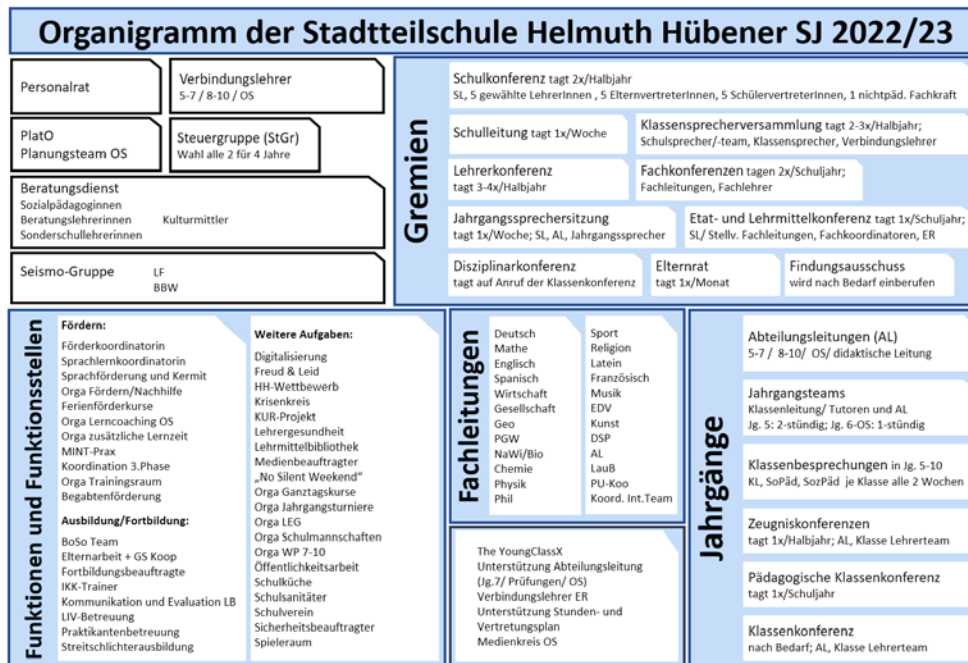 Organigramm der Stadtteilschule Helmuth Hübener SJ 2022/23
Personalrat
Verbindungslehrer
5-7 / 8-10 / OS
PlatO
Planungsteam OS
Steuergruppe (StGr)
Wahl alle 2 für 4 Jahre
Beratungsdienst
Sozialpädagoginnen
Beratungslehrerinnen Kulturmittler
Sonderschullehrerinnen
Seismo-Gruppe LF
BBW
Gremien
Schulkonferenz tagt 2x/Halbjahr
SL, 5 gewählte LehrerInnen , 5 ElternvertreterInnen, 5 SchülervertreterInnen, 1 nichtpäd. Fachkraft
Schulleitung tagt 1x/Woche
Klassensprecherversammlung tagt 2-3x/Halbjahr;
Schulsprecher/-team, Klassensprecher, Verbindungslehrer
Lehrerkonferenz
tagt 3-4x/Halbjahr
Fachkonferenzen tagen 2x/Schuljahr;
Fachleitungen, Fachlehrer
Jahrgangssprechersitzung
tagt 1x/Woche; SL, AL, Jahrgangssprecher
Etat- und Lehrmittelkonferenz tagt 1x/Schuljahr;
SL/ Stellv. Fachleitungen, Fachkoordinatoren, ER
Disziplinarkonferenz
tagt auf Anruf der Klassenkonferenz
Elternrat
tagt 1x/Monat
Findungsausschuss
wird nach Bedarf einberufen
Funktionen und Funktionsstellen
Fördern:
Förderkoordinatorin
Sprachlernkoordinatorin
Sprachförderung und Kermit
Orga Fördern/Nachhilfe
Ferienförderkurse
Orga Lerncoaching OS
Orga zusätzliche Lernzeit
MINT-Prax
Koordination 3.Phase
Orga Trainingsraum
Begabtenförderung
Ausbildung/Fortbildung:
BoSo Team
Elternarbeit + GS Koop
Fortbildungsbeauftragte
IKK-Trainer
Kommunikation und Evaluation LB
LIV-Betreuung
Praktikantenbetreuung
Streitschlichterausbildung
Weitere Aufgaben:
Digitalisierung
Freud & Leid
HH-Wettbewerb
Krisenkreis
KUR-Projekt
Lehrergesundheit
Lehrmittelbibliothek
Medienbeauftragter
„No Silent Weekend“
Orga Ganztagskurse
Orga Jahrgangsturniere
Orga LEG
Orga Schulmannschaften
Orga WP 7-10
Öffentlichkeitsarbeit
Schulküche
Schulsanitäter
Schulverein
Sicherheitsbeauftragter
Spieleraum
Fachleitungen
Deutsch
Mathe
Englisch
Spanisch
Wirtschaft
Gesellschaft
Geo
PGW
NaWi/Bio
Chemie
Physik
Phil
Sport
Religion
Latein
Französisch
Musik
EDV
Kunst
DSP
AL
LauB
PU-Koo
Koord. Int.Team
The YoungClassX
Unterstützung Abteilungsleitung
(Jg.7/ Prüfungen/ OS)
Verbindungslehrer ER
Unterstützung Stunden- und
Vertretungsplan
Medienkreis OS
Jahrgänge
Abteilungsleitungen (AL)
5-7 / 8-10/ OS/ didaktische Leitung
Jahrgangsteams
Klassenleitung/ Tutoren und AL
Jg. 5: 2-stündig; Jg. 6-OS: 1-stündig
Klassenbesprechungen in Jg. 5-10
KL, SoPäd, SozPäd je Klasse alle 2 Wochen
Zeugniskonferenzen
tagt 1x/Halbjahr; AL, Klasse Lehrerteam
Pädagogische Klassenkonferenz
tagt 1x/Schuljahr
Klassenkonferenz
nach Bedarf; AL, Klasse Lehrerteam